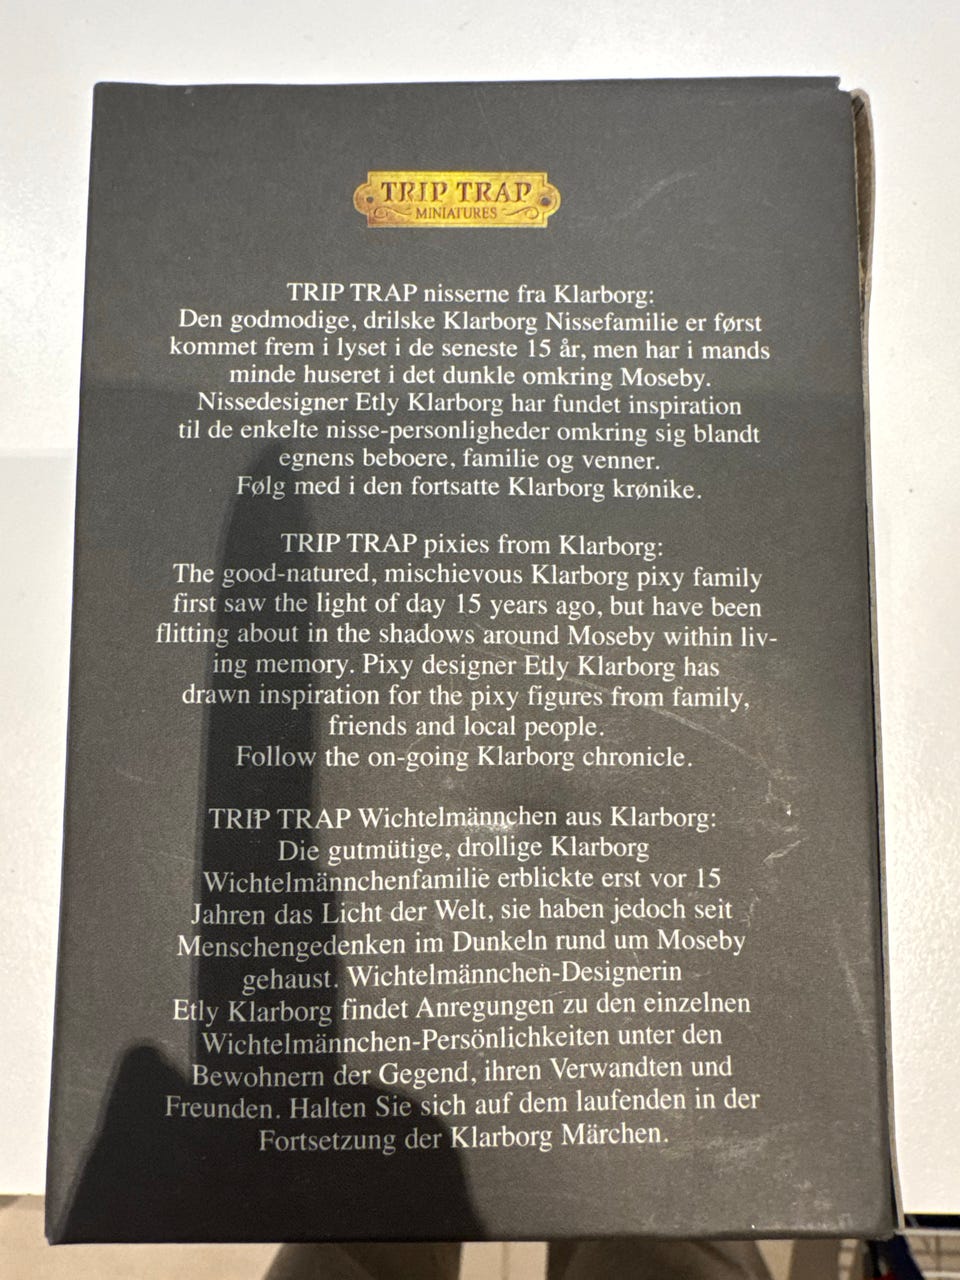 TRIP TRAP
MINIATURES
TRIP TRAP nisserne fra Klarborg:
Den godmodige, drilske Klarborg Nissefamilie er først
kommet frem i lyset i de seneste 15 år, men har i mands
minde huseret i det dunkle omkring Moseby.
Nissedesigner Etly Klarborg har fundet inspiration
til de enkelte nisse-personligheder omkring sig blandt
egnens beboere, familie og venner.
Følg med i den fortsatte Klarborg krønike.
TRIP TRAP pixies from Klarborg:
The good-natured, mischievous Klarborg pixy family
first saw the light of day 15 years ago, but have been
flitting about in the shadows around Moseby within liv-
ing memory. Pixy designer Etly Klarborg has
drawn inspiration for the pixy figures from family,
friends and local people.
Follow the on-going Klarborg chronicle.
TRIP TRAP Wichtelmännchen aus Klarborg:
Die gutmütige, drollige Klarborg
Wichtelmännchenfamilie erblickte erst vor 15
Jahren das Licht der Welt, sie haben jedoch seit
Menschengedenken im Dunkeln rund um Moseby
gehaust. Wichtelmännchen-Designerin
Etly Klarborg findet Anregungen zu den einzelnen
Wichtelmännchen-Persönlichkeiten unter den
Bewohnern der Gegend, ihren Verwandten und
Freunden. Halten Sie sich auf dem laufenden in der
Fortsetzung der Klarborg Märchen.